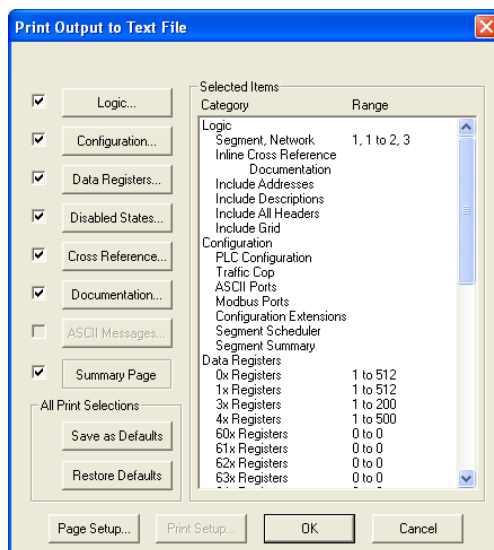 Print Output to Text File
Logic...
Configuration...
Data Registers...
Disabled States...
Cross Reference...
Documentation...
ASCII Messages...
Summary Page
All Print Selections
Save as Defaults
Restore Defaults
Selected Items
Category Range
Logic
Segment, Network 1, 1 to 2, 3
Inline Cross Reference
Documentation
Include Addresses
Include Descriptions
Include All Headers
Include Grid
Configuration
PLC Configuration
Traffic Cop
ASCII Ports
Modbus Ports
Configuration Extensions
Segment Scheduler
Segment Summary
Data Registers
0x Registers 1 to 512
1x Registers 1 to 512
3x Registers 1 to 200
4x Registers 1 to 500
60x Registers 0 to 0
61x Registers 0 to 0
62x Registers 0 to 0
63x Registers 0 to 0
Page Setup... Print Setup... OK Cancel